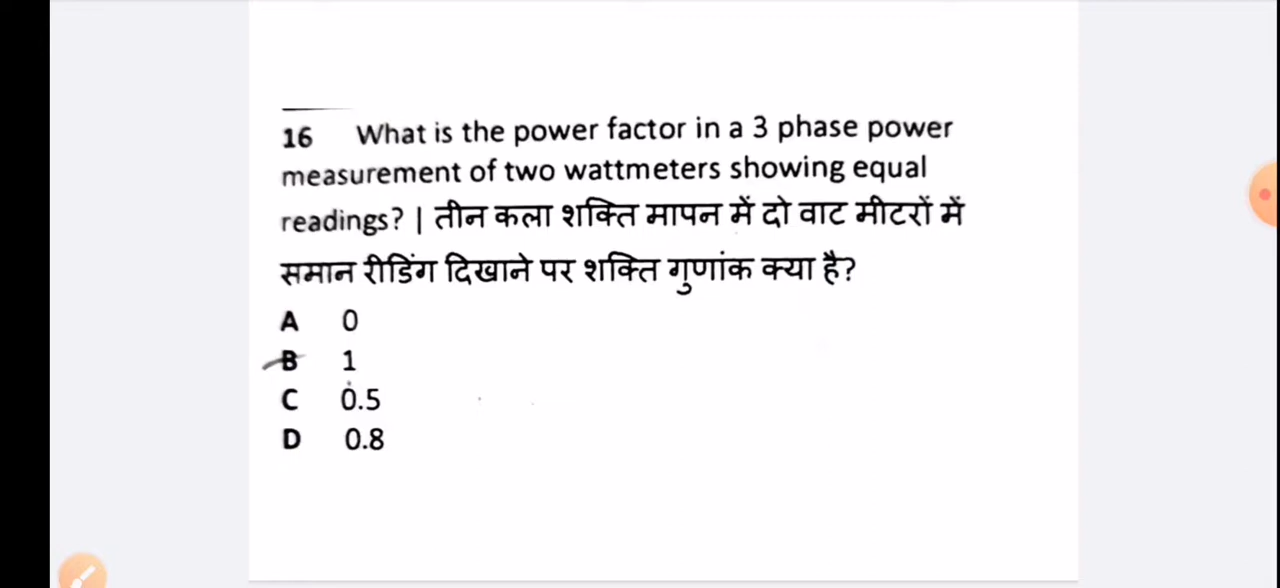 16 What is the power factor in a 3 phase power
measurement of two wattmeters showing equal
readings? | तीन कला शक्ति मापन में दो वाट मीटरों में
समान रीडिंग दिखाने पर शक्ति गुणांक क्या है?
A 0
B 1
C 0.5
D 0.8